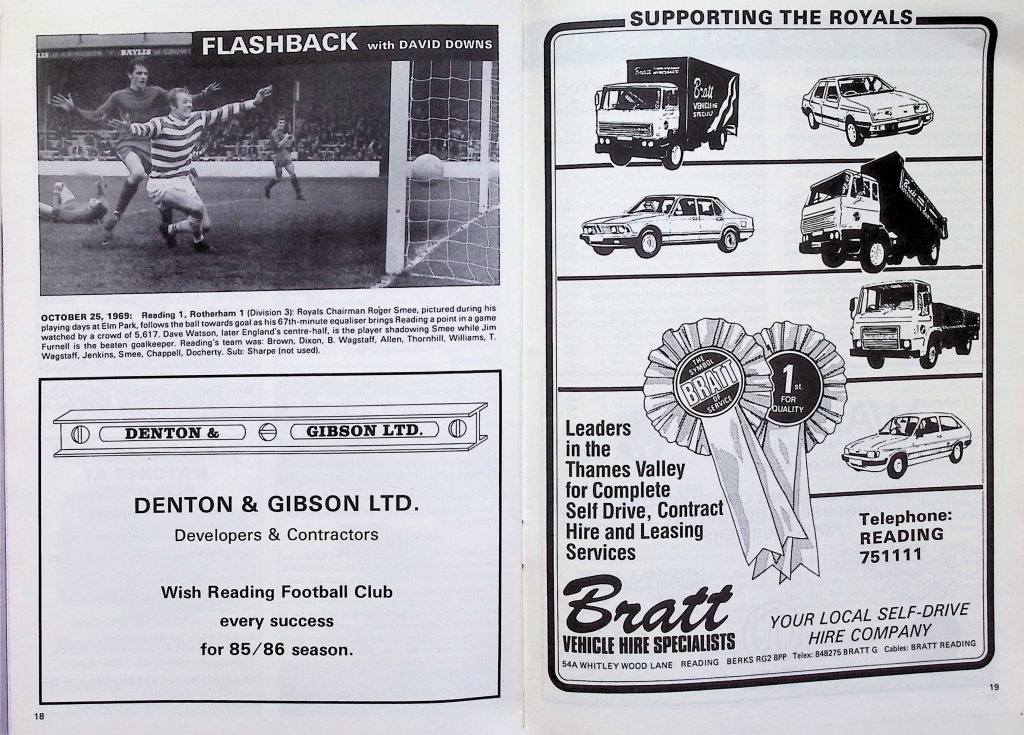 FLASHBACK with DAVID DOWNS
BAYLIS
OCTOBER 25, 1969: Reading 1, Rotherham 1 (Division 3): Royals Chairman Roger Smee, pictured during his
playing days at Elm Park, follows the ball towards goal as his 67th-minute equaliser brings Reading a point in a game
watched by a crowd of 5,617. Dave Watson, later England's centre-half, is the player shadowing Smee while Jim
Furnell is the beaten goalkeeper. Reading's team was: Brown, Dixon, B. Wagstaff, Allen, Thornhill, Williams, T.
Wagstaff, Jenkins, Smee, Chappell, Docherty. Sub: Sharpe (not used).
DENTON & GIBSON LTD.
DENTON & GIBSON LTD.
Developers & Contractors
Wish Reading Football Club
every success
for 85/86 season.
18
SUPPORTING THE ROYALS
Bratt
VEHICLE HIRE
SPECIALISTS
Bratt
THE SYMBOL
BRATT
OF SERVICE
1st.
FOR
QUALITY
Leaders
in the
Thames Valley
for Complete
Self Drive, Contract
Hire and Leasing
Services
Telephone:
READING
751111
Bratt
VEHICLE HIRE SPECIALISTS
YOUR LOCAL SELF-DRIVE
HIRE COMPANY
54A WHITLEY WOOD LANE READING BERKS RG2 8PP Telex: 848275 BRATT G Cables: BRATT READING
19